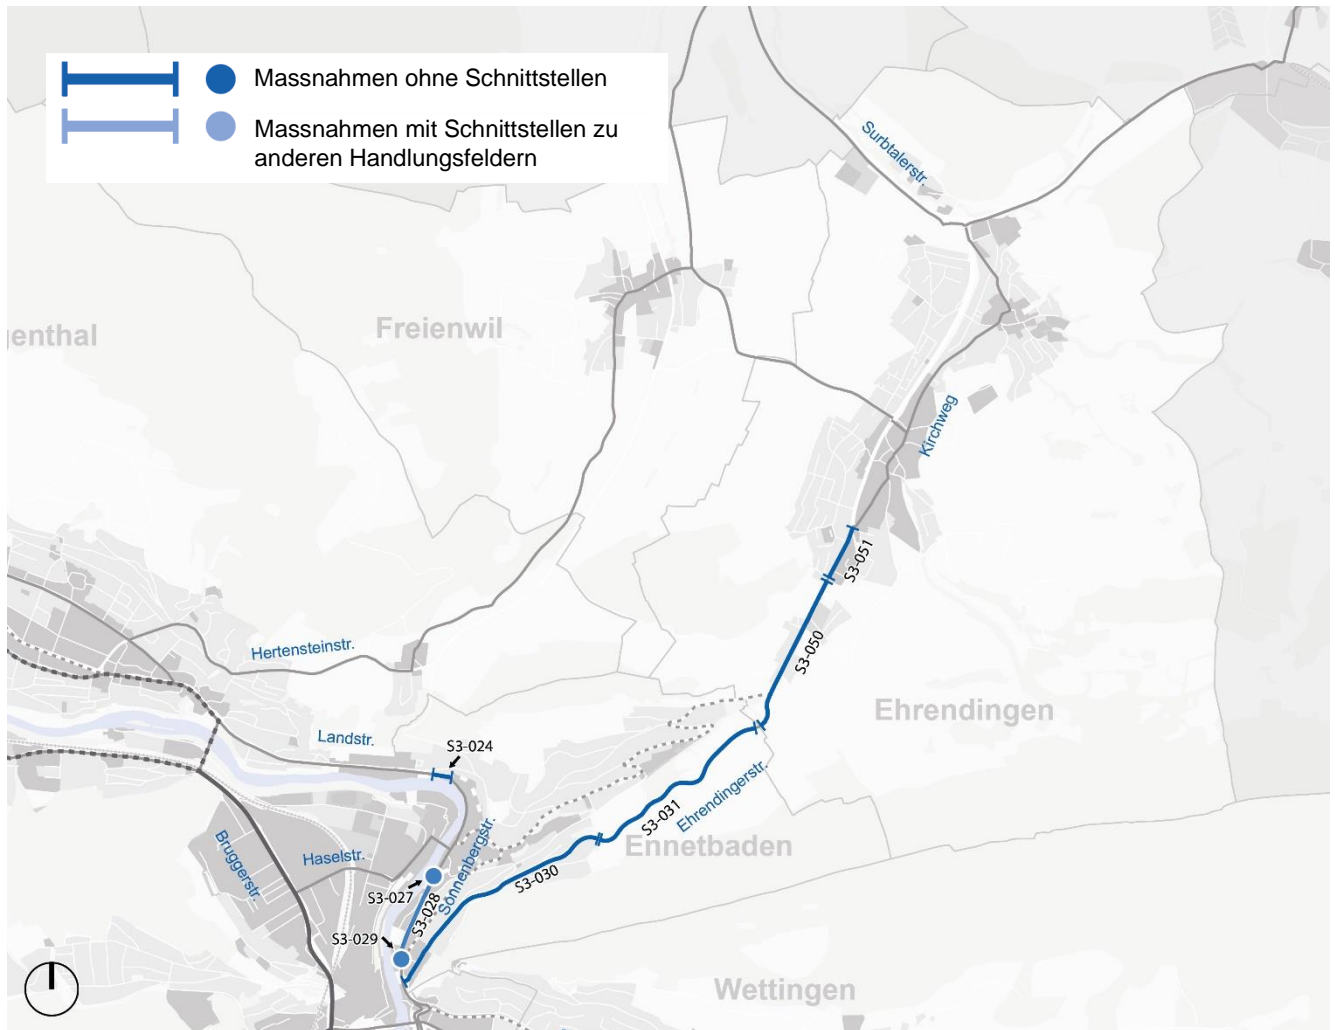 Massnahmen ohne Schnittstellen
Massnahmen mit Schnittstellen zu
anderen Handlungsfeldern
Surbtalerstr.
genthal
Freienwil
Kirchweg
S3-051
Hertensteinstr.
S3-050
Ehrendingen
Landstr.
S3-024
S3-031
Ehrendingerstr.
Ennetbaden
Bruggerstr.
Haselstr.
Sonnenbergstr.
S3-030
S3-027
S3-028
S3-029
Wettingen